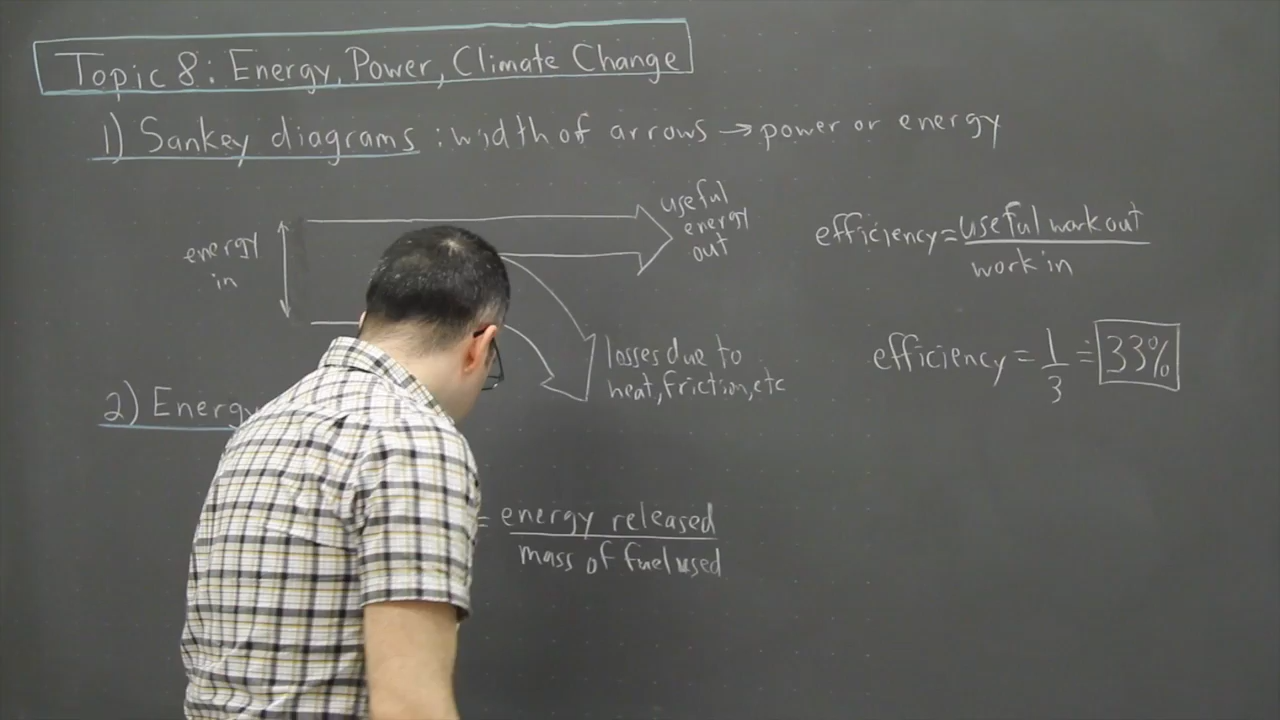 Topic 8: Energy, Power, Climate Change
1) Sankey diagrams : width of arrows → power or energy
energy
in
useful
energy
out
losses due to
heat, friction, etc
efficiency = useful work out
work in
efficiency = 1/3 = 33%
2) Energy
= energy released
mass of fuel used